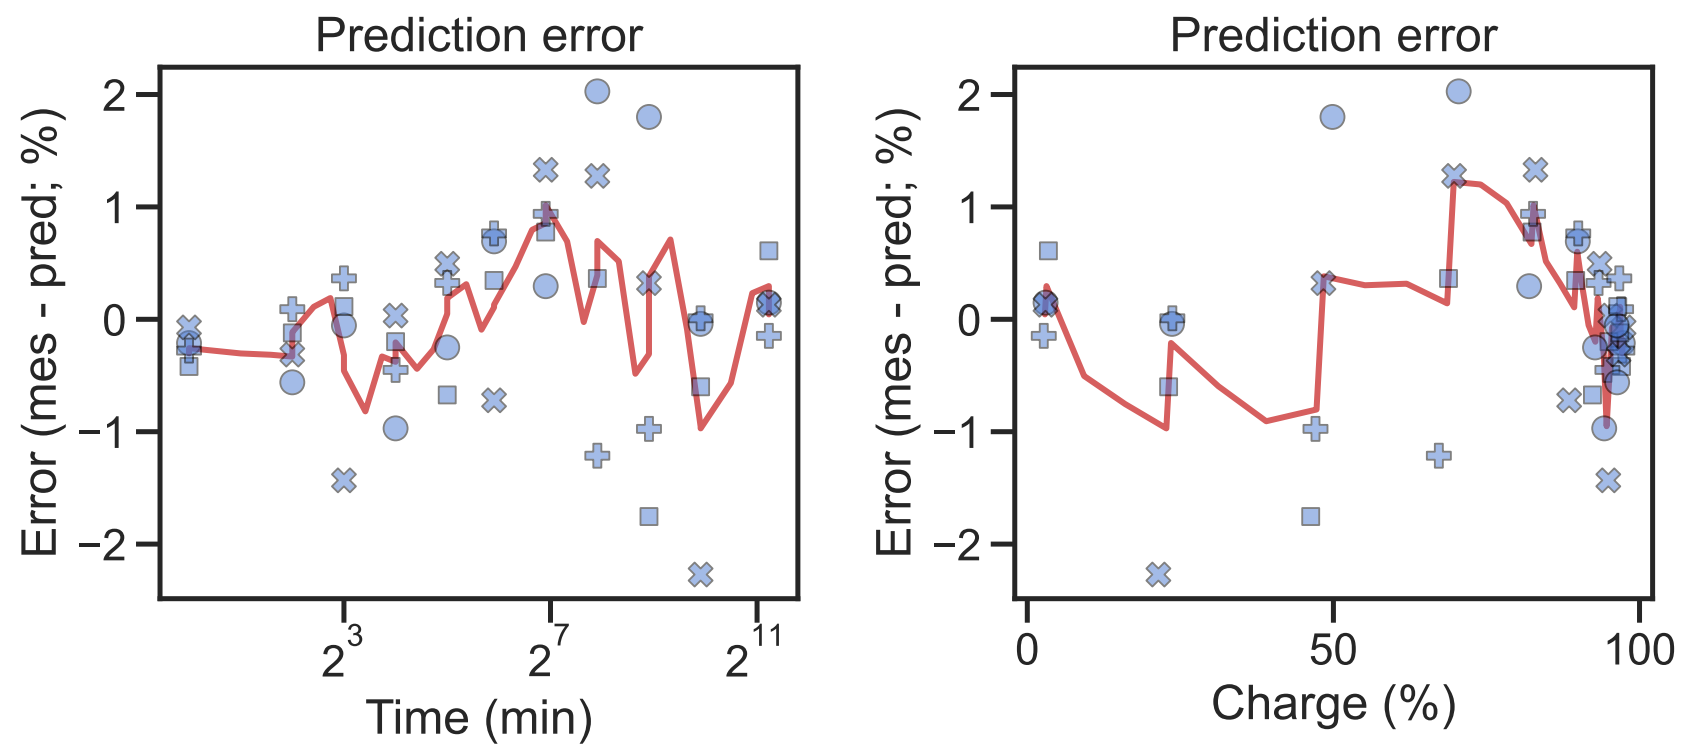 Prediction error
Error (mes - pred; %)
2
1
0
−1
−2
2^3
2^7
2^11
Time (min)
Prediction error
Error (mes - pred; %)
2
1
0
−1
−2
0
50
100
Charge (%)